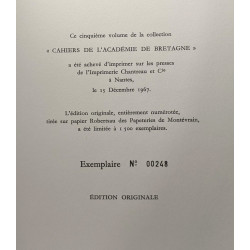 Ce cinquième volume de la collection
« CAHIERS DE L'ACADÉMIE DE BRETAGNE »
a été achevé d'imprimer sur les presses
de l'Imprimerie Chantreau et Cie
à Nantes,
le 15 Décembre 1967.
L'édition originale, entièrement numérotée,
tirée sur papier Robertsau des Papeteries de Montévrain,
a été limitée à 1 500 exemplaires.
Exemplaire N° 00248
ÉDITION ORIGINALE